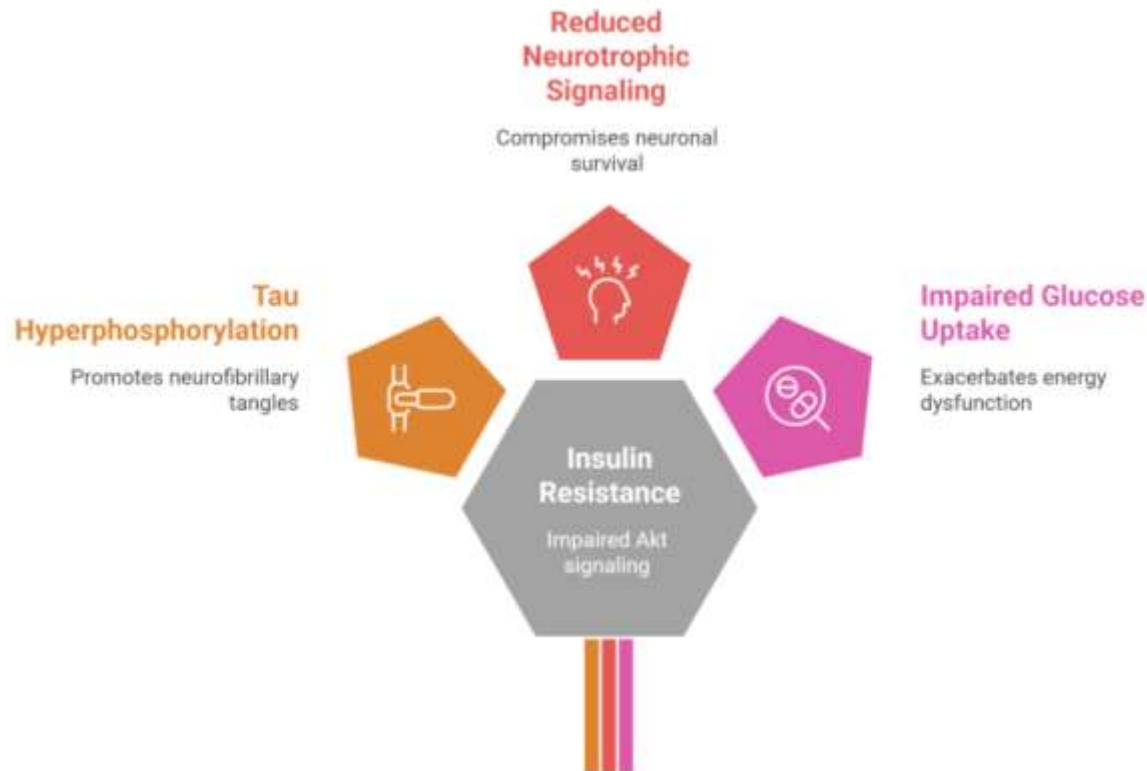 Reduced
Neurotrophic
Signaling
Compromises neuronal
survival
Tau
Hyperphosphorylation
Promotes neurofibrillary
tangles
Impaired Glucose
Uptake
Exacerbates energy
dysfunction
Insulin
Resistance
Impaired Akt
signaling